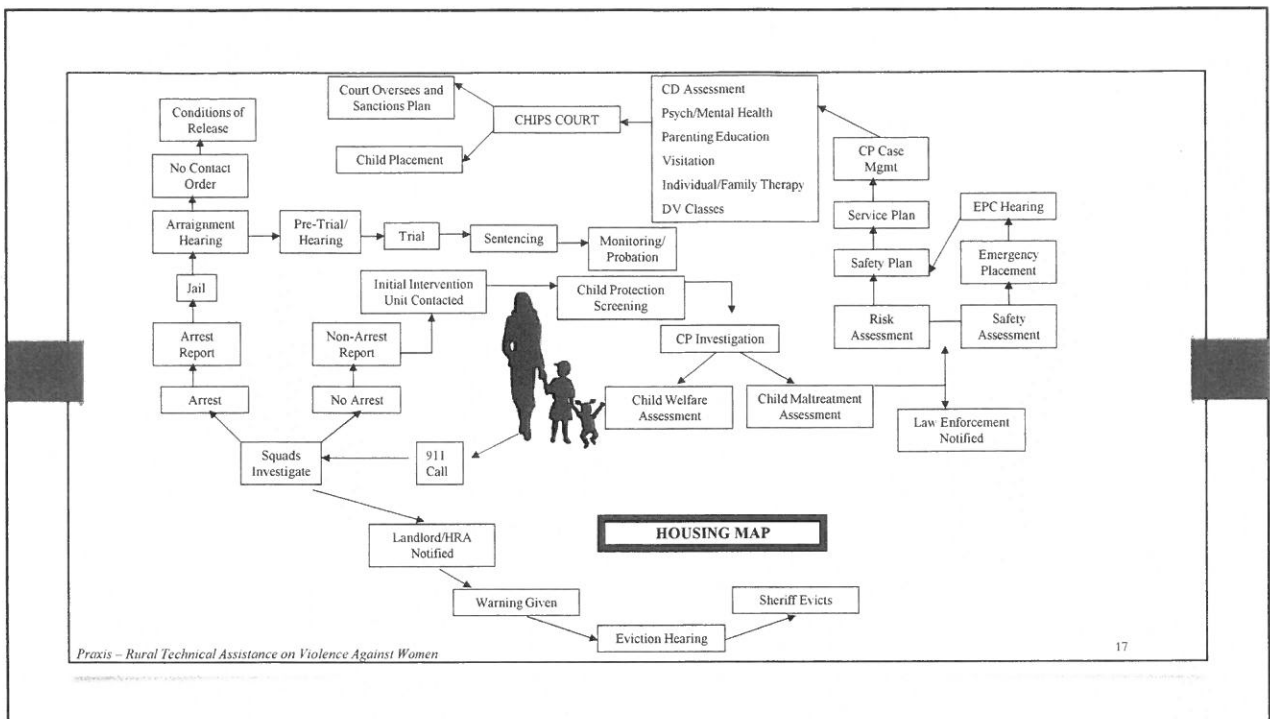 Court Oversees and
Sanctions Plan
Conditions of
Release
CHIPS COURT
CD Assessment
Psych/Mental Health
Parenting Education
Visitation
Individual/Family Therapy
DV Classes
Child Placement
CP Case
Mgmt
No Contact
Order
Service Plan
EPC Hearing
Arraignment
Hearing
Pre-Trial/
Hearing
Trial
Sentencing
Monitoring/
Probation
Safety Plan
Emergency
Placement
Jail
Initial Intervention
Unit Contacted
Child Protection
Screening
Risk
Assessment
Safety
Assessment
Arrest
Report
Non-Arrest
Report
CP Investigation
Arrest
No Arrest
Child Welfare
Assessment
Child Maltreatment
Assessment
Law Enforcement
Notified
Squads
Investigate
911
Call
Landlord/HRA
Notified
HOUSING MAP
Warning Given
Sheriff Evicts
Eviction Hearing
Praxis – Rural Technical Assistance on Violence Against Women
17